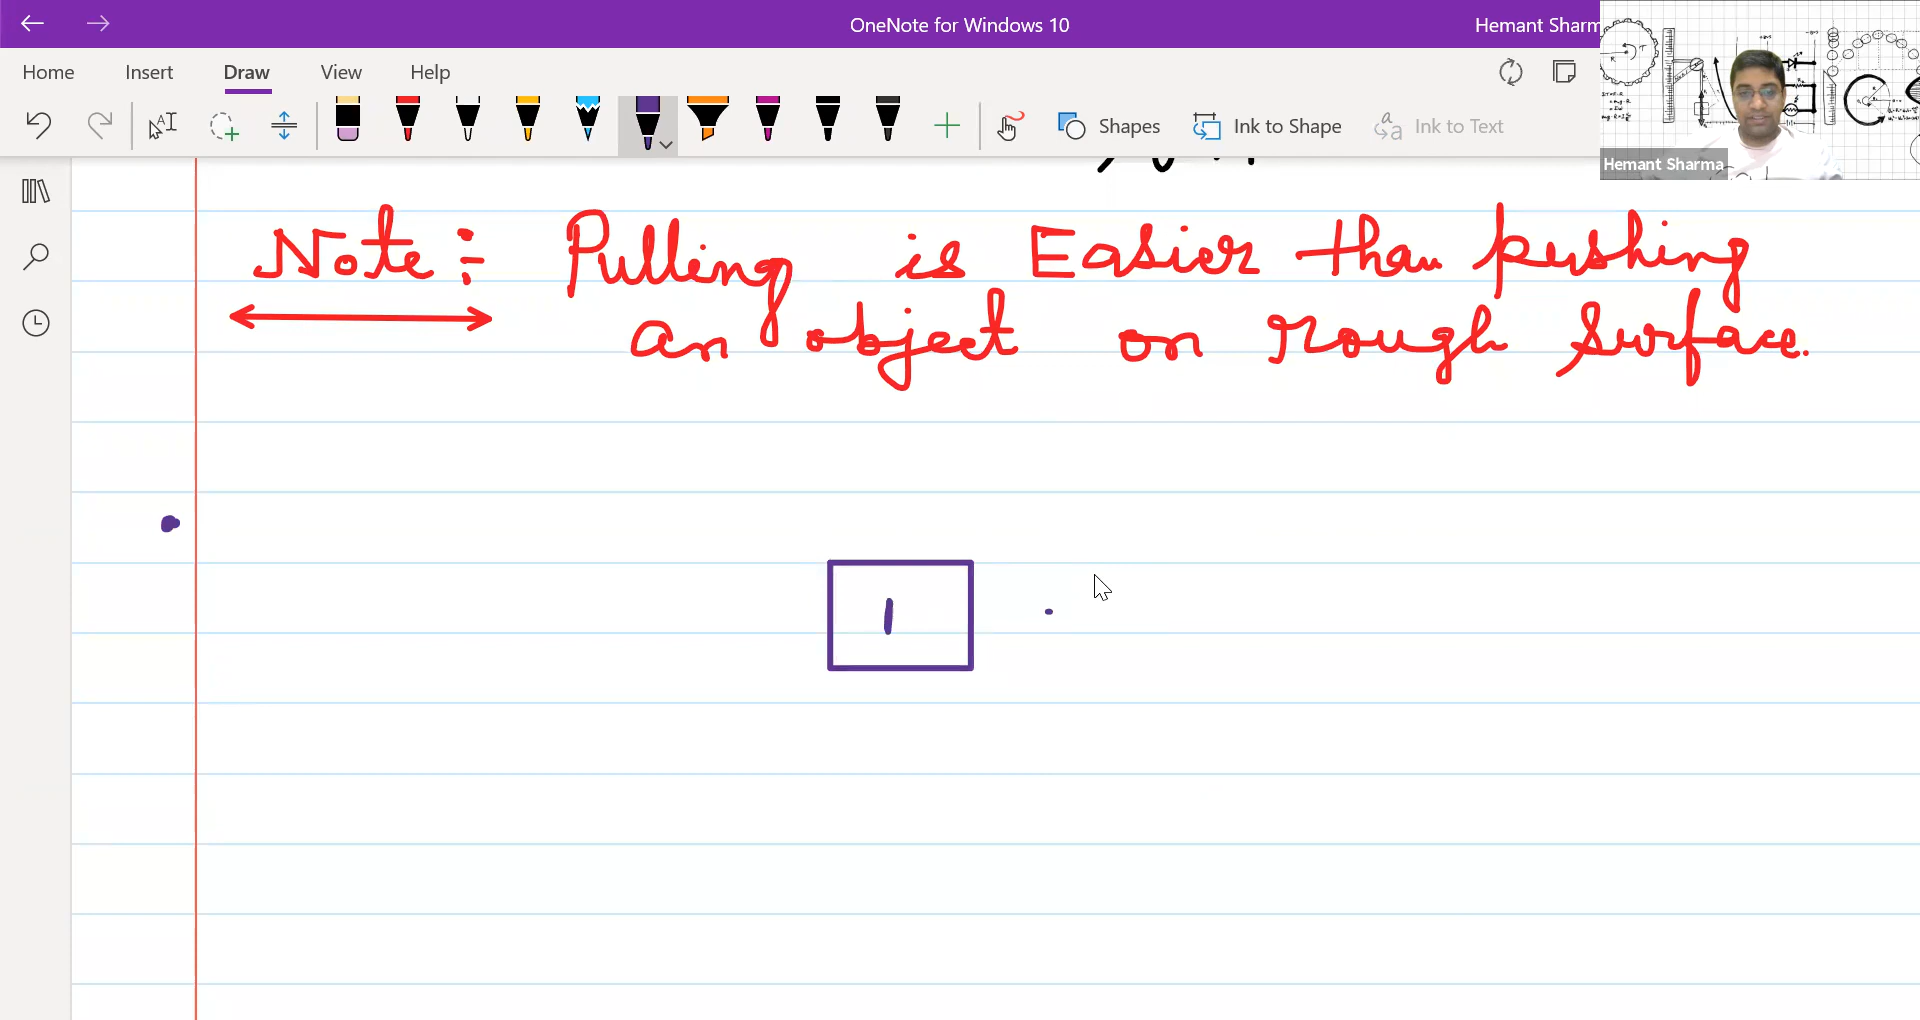 OneNote for Windows 10
Hemant Sharm
Home Insert Draw View Help
Shapes Ink to Shape Ink to Text
Hemant Sharma
Note: Pulling is Easier than pushing
an object on rough Surface.
1